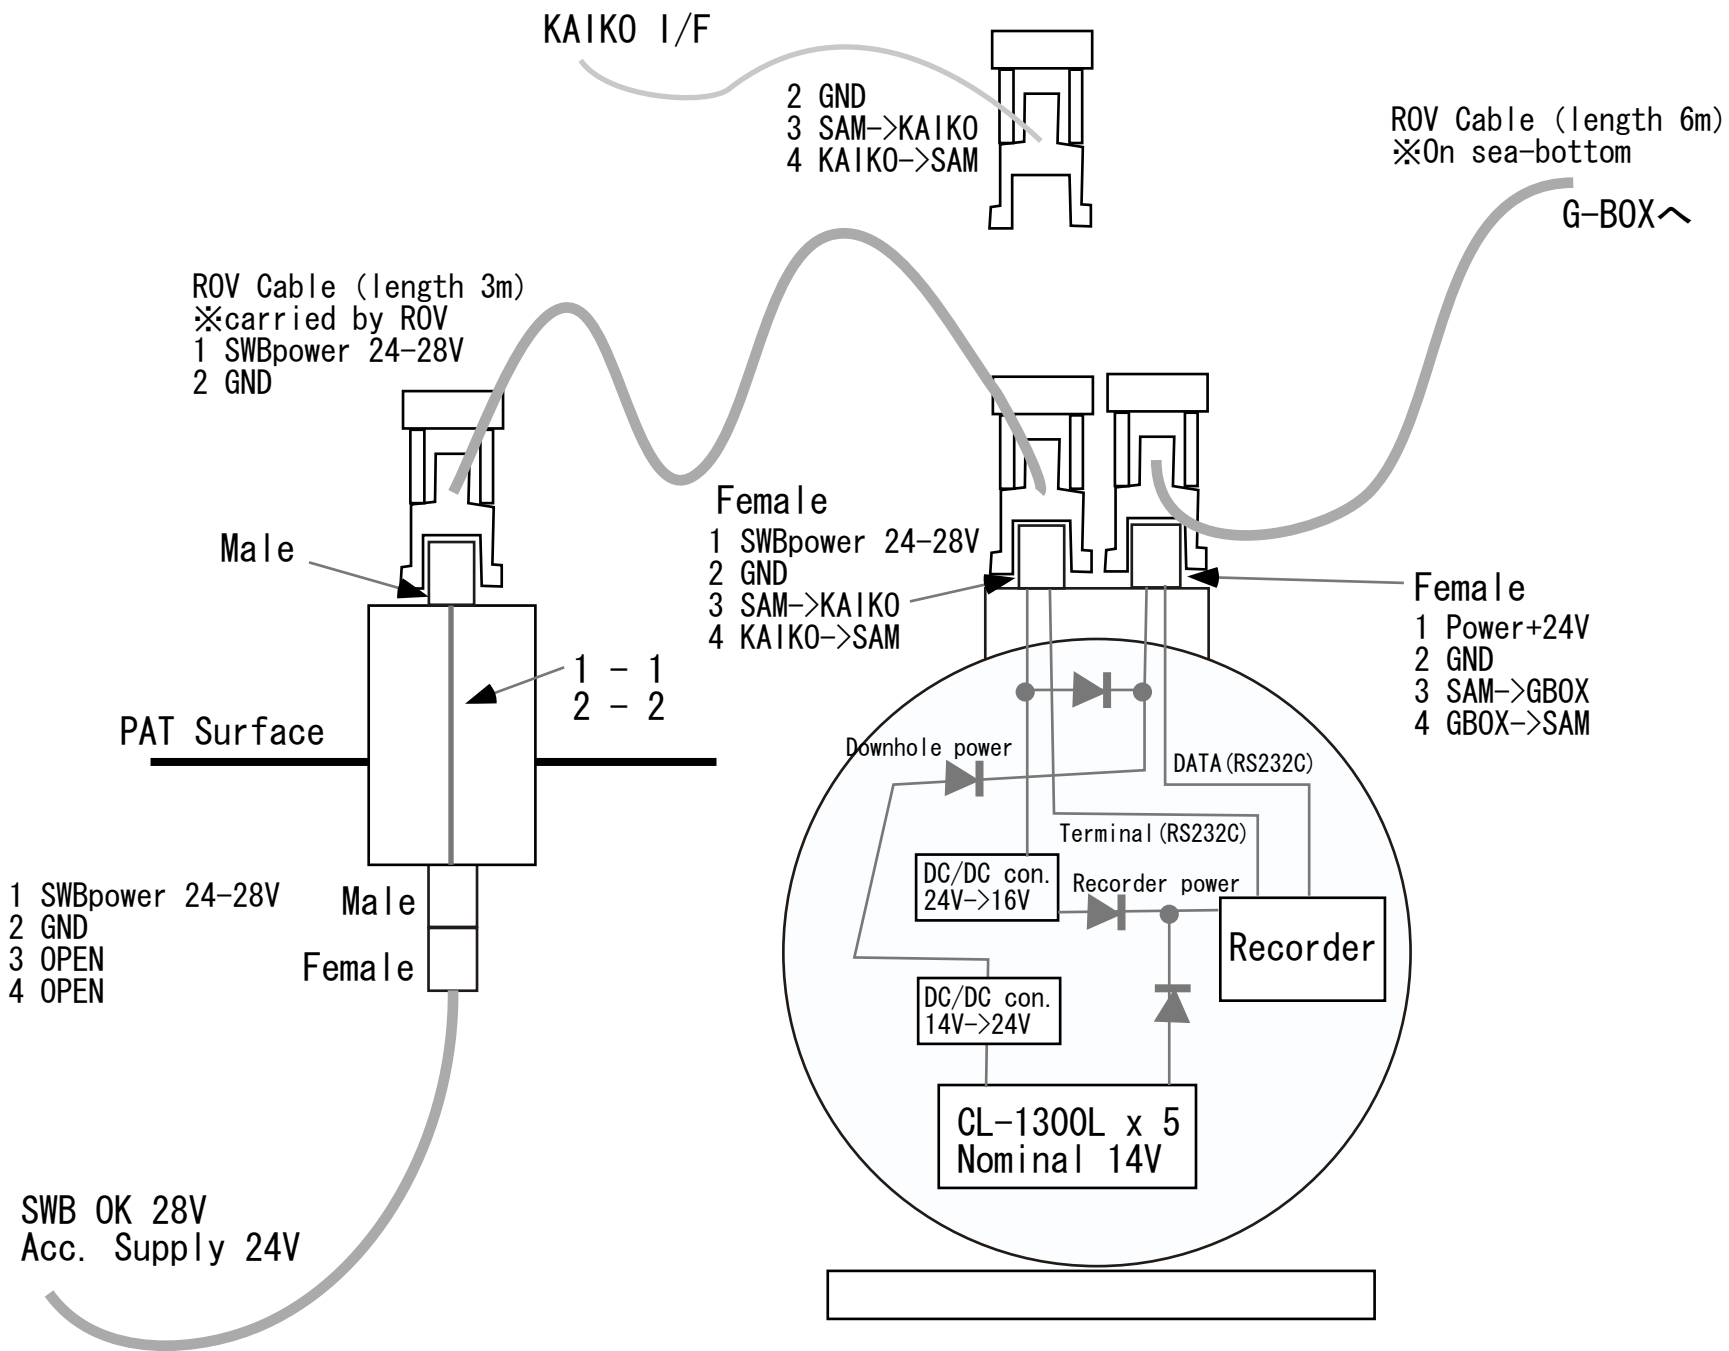 KAIKO I/F
2 GND
3 SAM->KAIKO
4 KAIKO->SAM
ROV Cable (length 6m)
※On sea-bottom
G-BOXへ
ROV Cable (length 3m)
※carried by ROV
1 SWBpower 24-28V
2 GND
Male
Female
1 SWBpower 24-28V
2 GND
3 SAM->KAIKO
4 KAIKO->SAM
Female
1 Power+24V
2 GND
3 SAM->GBOX
4 GBOX->SAM
1 - 1
2 - 2
PAT Surface
Downhole power
DATA(RS232C)
Terminal(RS232C)
DC/DC con.
24V->16V
Recorder power
Recorder
1 SWBpower 24-28V
2 GND
3 OPEN
4 OPEN
Male
Female
DC/DC con.
14V->24V
CL-1300L x 5
Nominal 14V
SWB OK 28V
Acc. Supply 24V